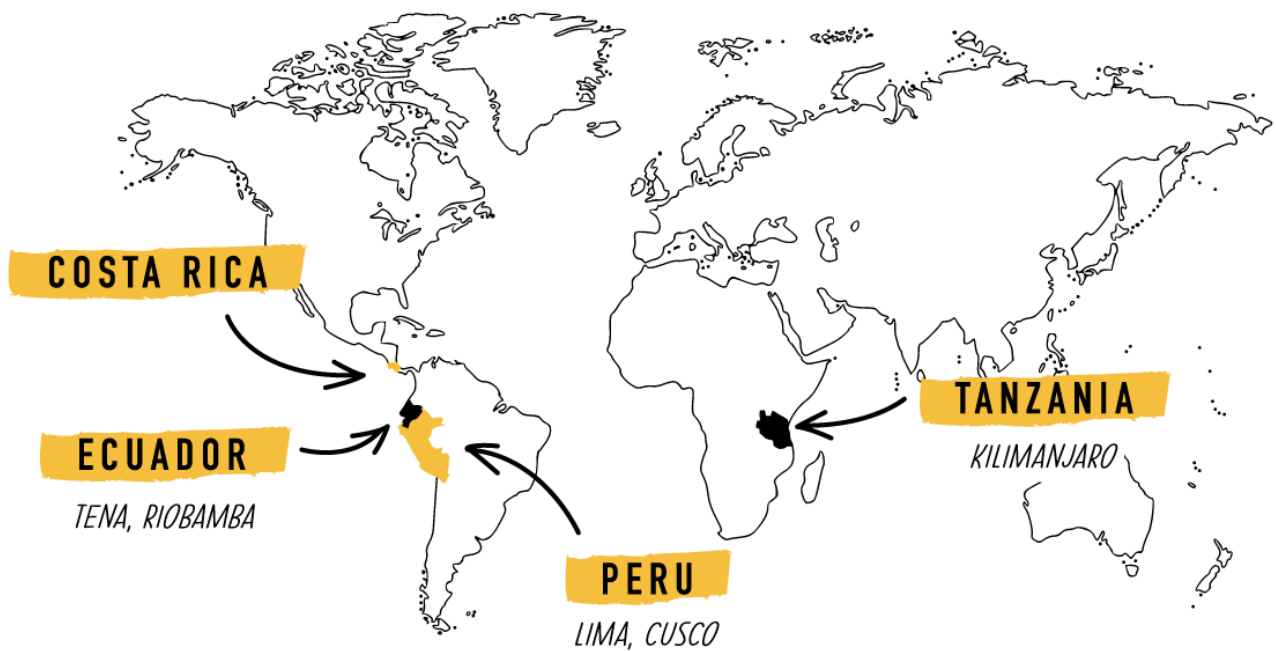 COSTA RICA
TANZANIA
KILIMANJARO
ECUADOR
TENA, RIOBAMBA
PERU
LIMA, CUSCO